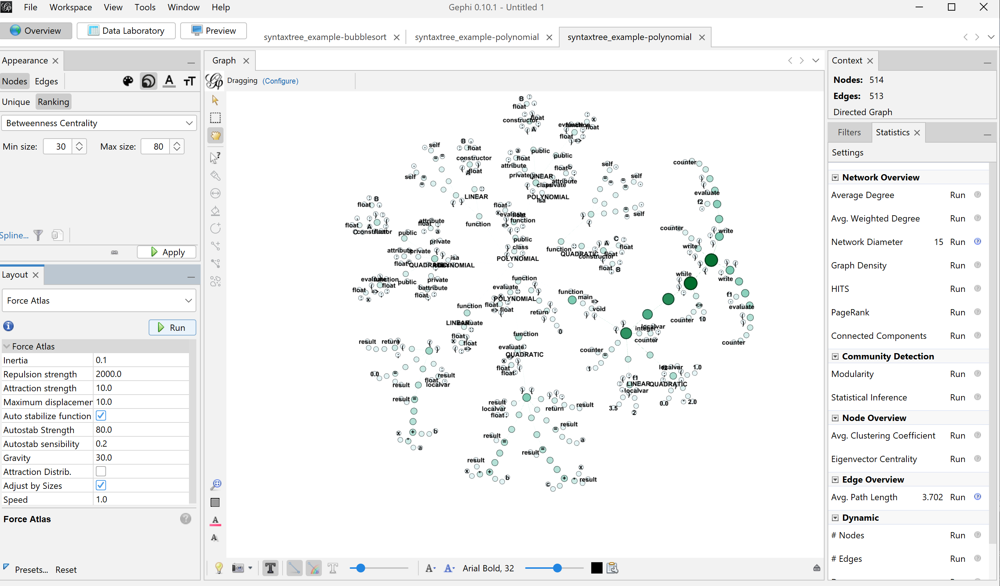 File Workspace View Tools Window Help Gephi 0.10.1 - Untitled 1
Overview Data Laboratory Preview syntaxtree_example-bubblesort syntaxtree_example-polynomial syntaxtree_example-polynomial
Appearance
Nodes Edges
Unique Ranking
Betweenness Centrality
Min size: 30 Max size: 80
Spline...
Apply
Layout
Force Atlas
Run
Force Atlas
Inertia 0.1
Repulsion strength 2000.0
Attraction strength 10.0
Maximum displacemen 10.0
Auto stabilize function
Autostab Strength 80.0
Autostab sensibility 0.2
Gravity 30.0
Attraction Distrib.
Adjust by Sizes
Speed 1.0
Force Atlas
Presets... Reset
Graph
Dragging (Configure)
B
float
constructor float
A
function float
float =>
x
self
B
float
constructor
A float
self
a
float
attribute
public
public
float b
private LINEAR
attribute
class private
POLYNOMIAL
isa
LINEAR
function
self
self
self
counter
evaluate
f2
counter
write
write
B
float
float A
constructor
public
attribute
float
a
private
attribute private
isa
float c
float
evaluate
function
=>
public
class
POLYNOMIAL
function
QUADRATIC
constructor
float
A
C
float
float B
function
float
float =>
x
public
private
attribute
float
b
function
evaluate
POLYNOMIAL
float
=> float
return
0
function
main
=>
void
while
<=
counter 10
write
f1
evaluate
counter
function
LINEAR
float
x float
=>
function
evaluate
QUADRATIC
=>
x
float
float
integer localvar
counter
counter
=
1
localvar 1.0
f1
LINEAR QUADRATIC
localvar
3.5
2
0.0
- 2.0
result return
0.0 =
result
result
float
localvar
result =
x + b
*
a
result
localvar
float
return result
result
=
a
result =
result =
result
x * + b
x
+ * result
c
Arial Bold, 32
Context
Nodes: 514
Edges: 513
Directed Graph
Filters Statistics
Settings
Network Overview
Average Degree Run
Avg. Weighted Degree Run
Network Diameter 15 Run
Graph Density Run
HITS Run
PageRank Run
Connected Components Run
Community Detection
Modularity Run
Statistical Inference Run
Node Overview
Avg. Clustering Coefficient Run
Eigenvector Centrality Run
Edge Overview
Avg. Path Length 3.702 Run
Dynamic
# Nodes Run
# Edges Run